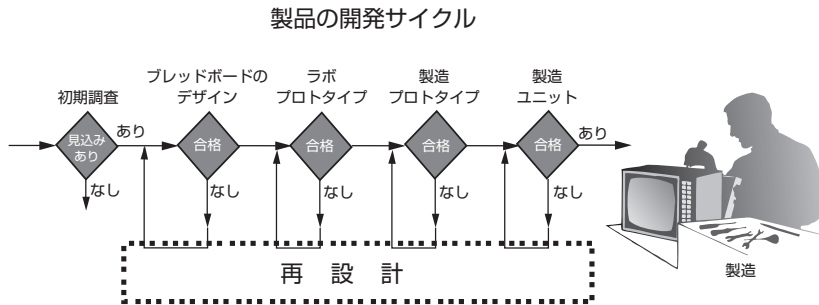 製品の開発サイクル
初期調査
ブレッドボードの
デザイン
ラボ
プロトタイプ
製造
プロトタイプ
製造
ユニット
見込み
あり
あり
合格
合格
合格
合格
あり
なし
なし
なし
なし
なし
再 設 計
製造